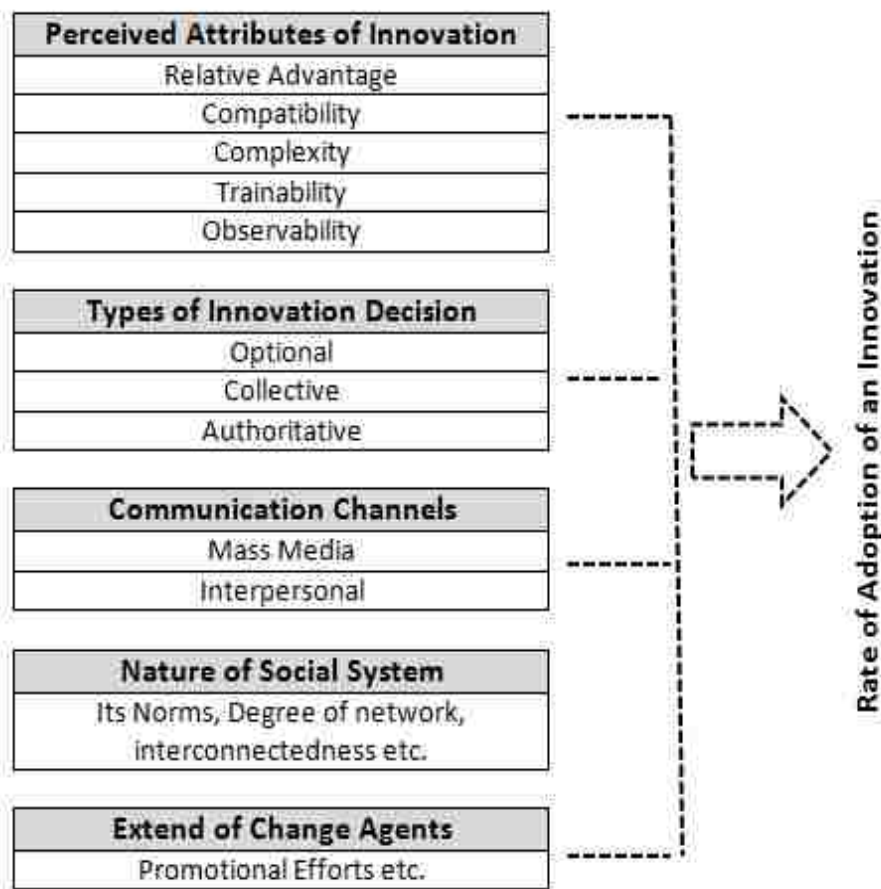 Perceived Attributes of Innovation
Relative Advantage
Compatibility
Complexity
Trainability
Observability
Types of Innovation Decision
Optional
Collective
Authoritative
Communication Channels
Mass Media
Interpersonal
Nature of Social System
Its Norms, Degree of network,
interconnectedness etc.
Extend of Change Agents
Promotional Efforts etc.
Rate of Adoption of an Innovation